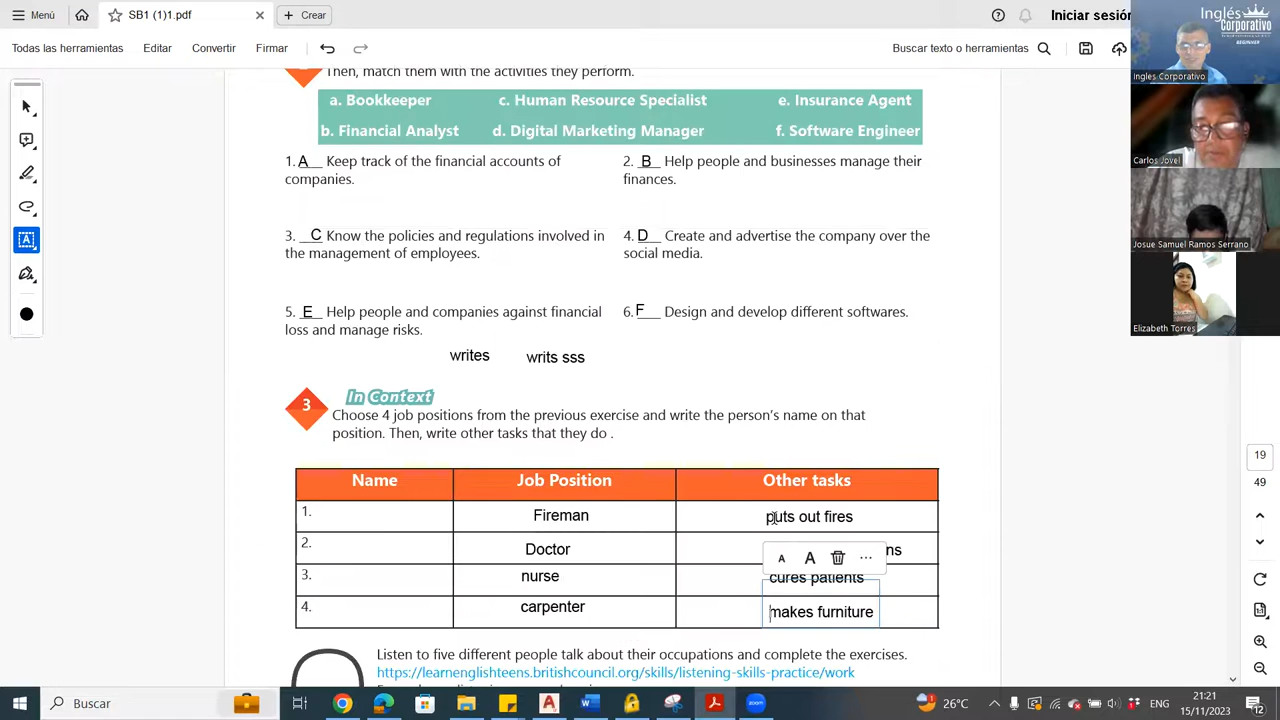 Menú
SB1 (1)1.pdf
Crear
Iniciar sesión
Todas las herramientas
Editar
Convertir
Firmar
Buscar texto o herramientas
Then, match them with the activities they perform.
a. Bookkeeper
c. Human Resource Specialist
e. Insurance Agent
b. Financial Analyst
d. Digital Marketing Manager
f. Software Engineer
1. A Keep track of the financial accounts of
companies.
2. B Help people and businesses manage their
finances.
3. C Know the policies and regulations involved in
the management of employees.
4. D Create and advertise the company over the
social media.
5. E Help people and companies against financial
loss and manage risks.
6. F Design and develop different softwares.
writes
writs sss
3
In Context
Choose 4 job positions from the previous exercise and write the person's name on that
position. Then, write other tasks that they do .
Name
Job Position
Other tasks
1.
Fireman
puts out fires
2.
Doctor
ns
3.
nurse
cures patients
4.
carpenter
makes furniture
Listen to five different people talk about their occupations and complete the exercises.
https://learnenglishteens.britishcouncil.org/skills/listening-skills-practice/work
19
49
Inglés
Corporativo
BEGINNER
Ingles Corporativo
Carlos Jovel
Josue Samuel Ramos Serrano
Elizabeth Torres
Buscar
26°C
ENG
21:21
15/11/2023
12